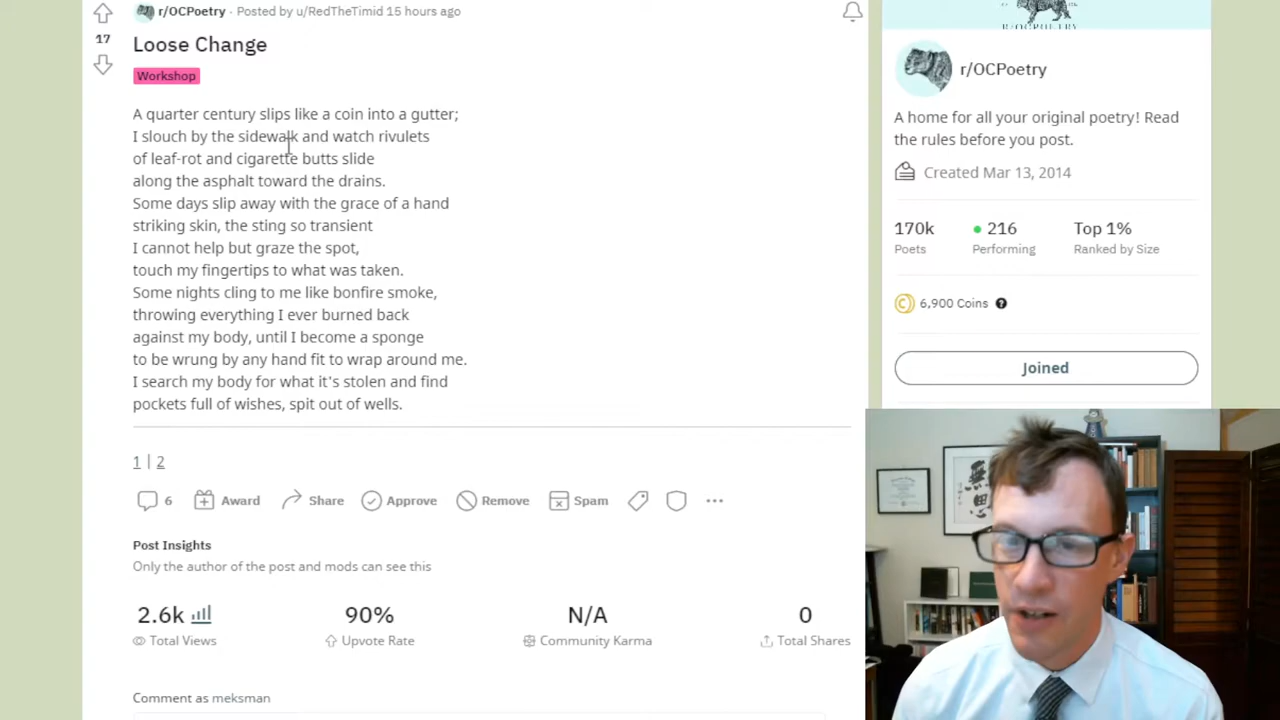 r/OCPoetry · Posted by u/RedTheTimid 15 hours ago
17
Loose Change
Workshop
A quarter century slips like a coin into a gutter;
I slouch by the sidewalk and watch rivulets
of leaf-rot and cigarette butts slide
along the asphalt toward the drains.
Some days slip away with the grace of a hand
striking skin, the sting so transient
I cannot help but graze the spot,
touch my fingertips to what was taken.
Some nights cling to me like bonfire smoke,
throwing everything I ever burned back
against my body, until I become a sponge
to be wrung by any hand fit to wrap around me.
I search my body for what it's stolen and find
pockets full of wishes, spit out of wells.
1 | 2
6 Award Share Approve Remove Spam
Post Insights
Only the author of the post and mods can see this
2.6k 90% N/A 0
Total Views Upvote Rate Community Karma Total Shares
Comment as meksman
R/OCPOETRY
r/OCPoetry
A home for all your original poetry! Read
the rules before you post.
Created Mar 13, 2014
170k 216 Top 1%
Poets Performing Ranked by Size
6,900 Coins
Joined